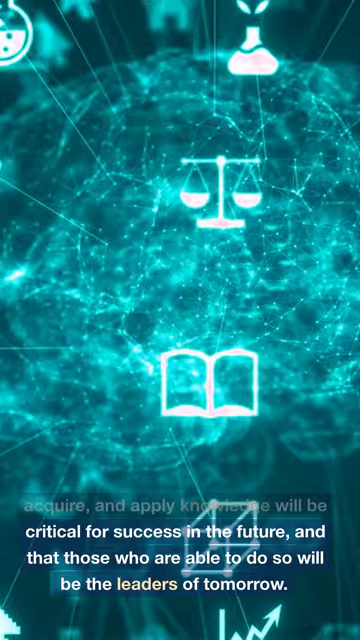 acquire, and apply knowledge will be
critical for success in the future, and
that those who are able to do so will
be the leaders of tomorrow.